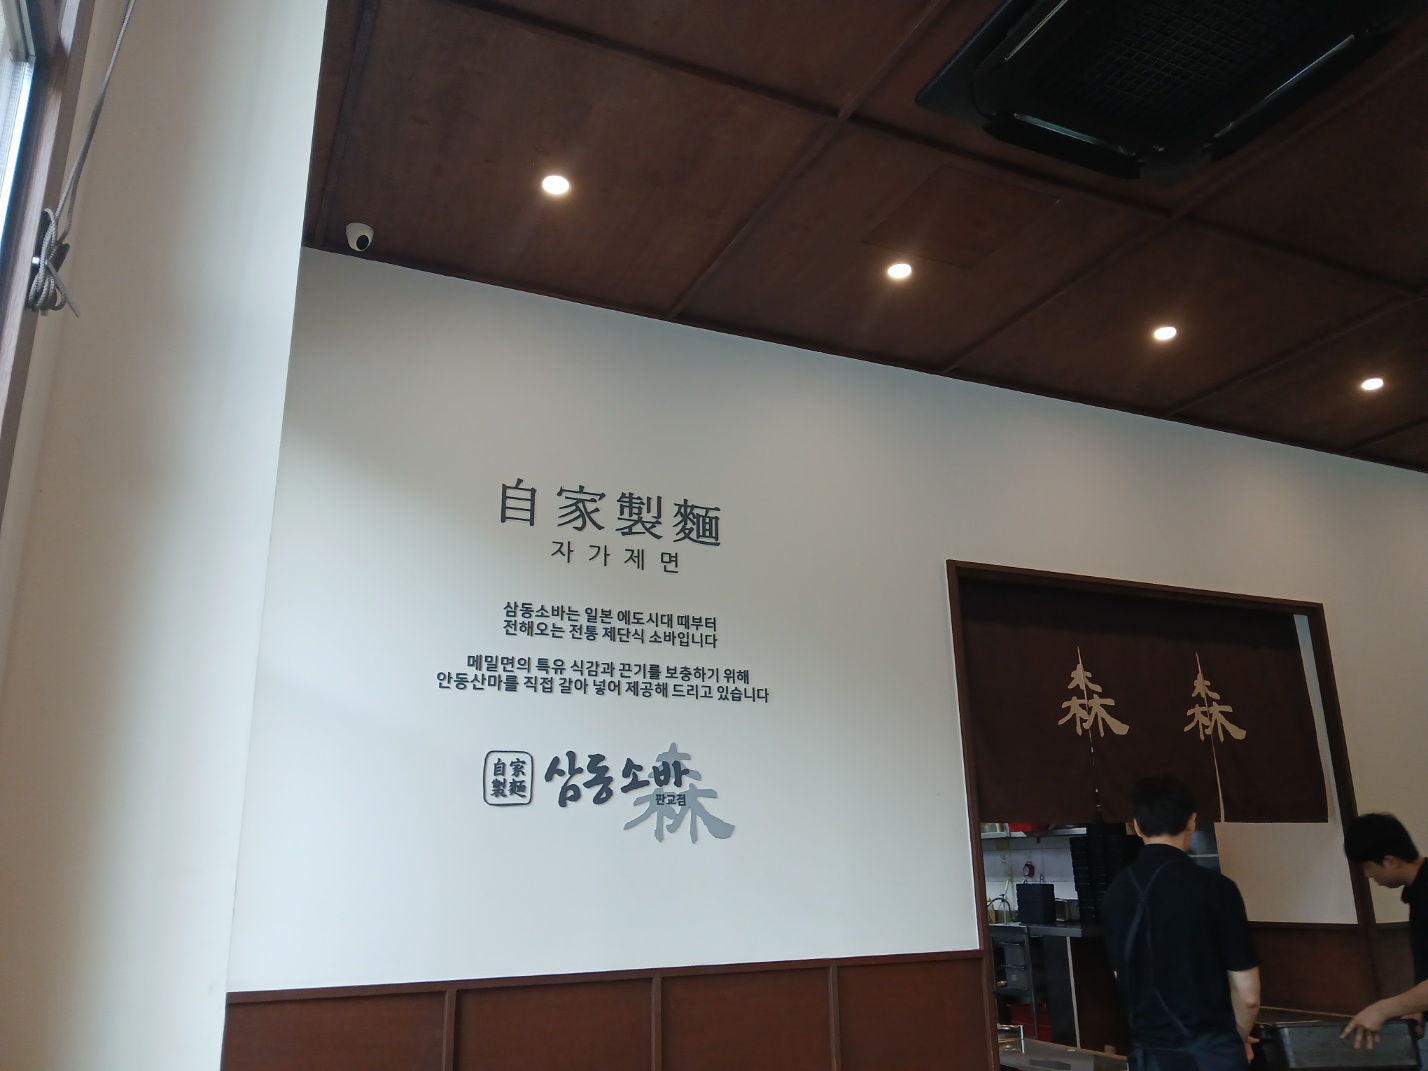 自家製麵
자가제면
삼동소바는 일본 에도시대 때부터
전해오는 전통 제단식 소바입니다
메밀면의 특유 식감과 끈기를 보충하기 위해
안동산마를 직접 갈아 넣어 제공해 드리고 있습니다
自家
製麵
삼동소바
판교점
森
森 森